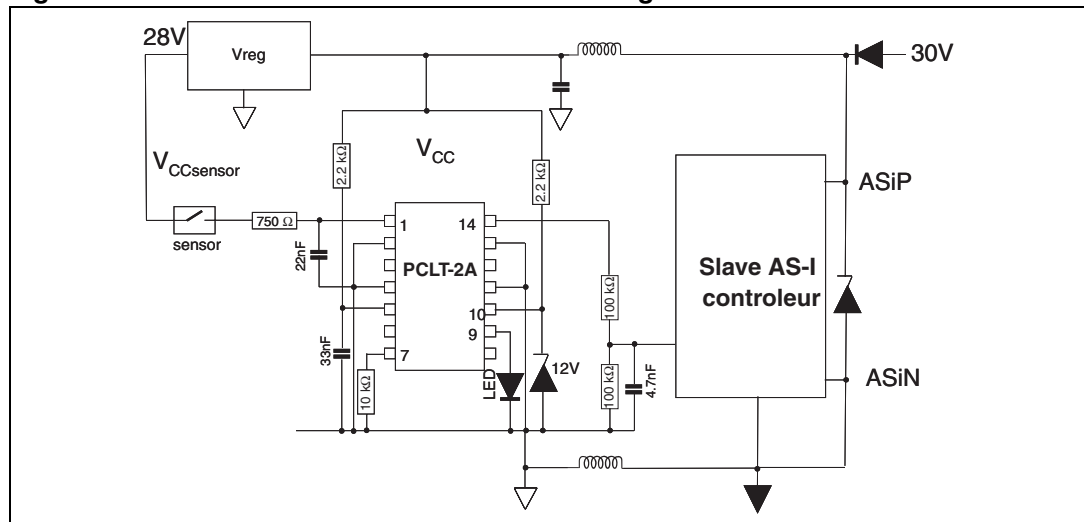 28V
Vreg
30V
VCCsensor
2.2 kΩ
VCC
2.2 kΩ
sensor
750 Ω
22nF
1
14
PCLT-2A
10
9
7
33nF
10 kΩ
LED
12V
100 kΩ
100 kΩ
4.7nF
Slave AS-I
controleur
ASiP
ASiN